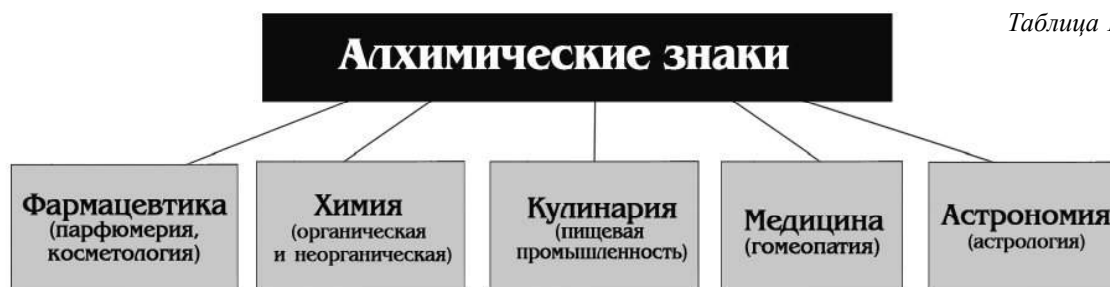 Таблица 1
Алхимические знаки
Фармацевтика
(парфюмерия,
косметология)
Химия
(органическая
и неорганическая)
Кулинария
(пищевая
промышленность)
Медицина
(гомеопатия)
Астрономия
(астрология)